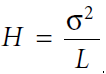 H = σ²/L